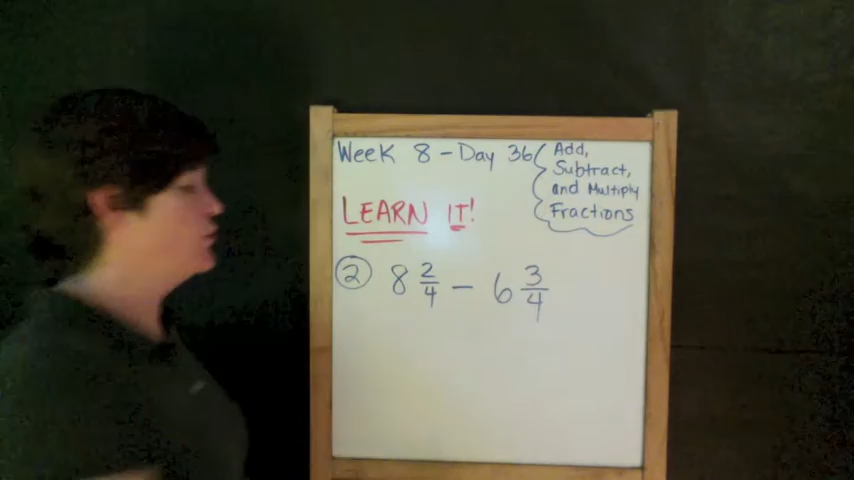 Week 8 - Day 36
Add,
Subtract,
and Multiply
Fractions
LEARN IT!
2 8 2/4 - 6 3/4